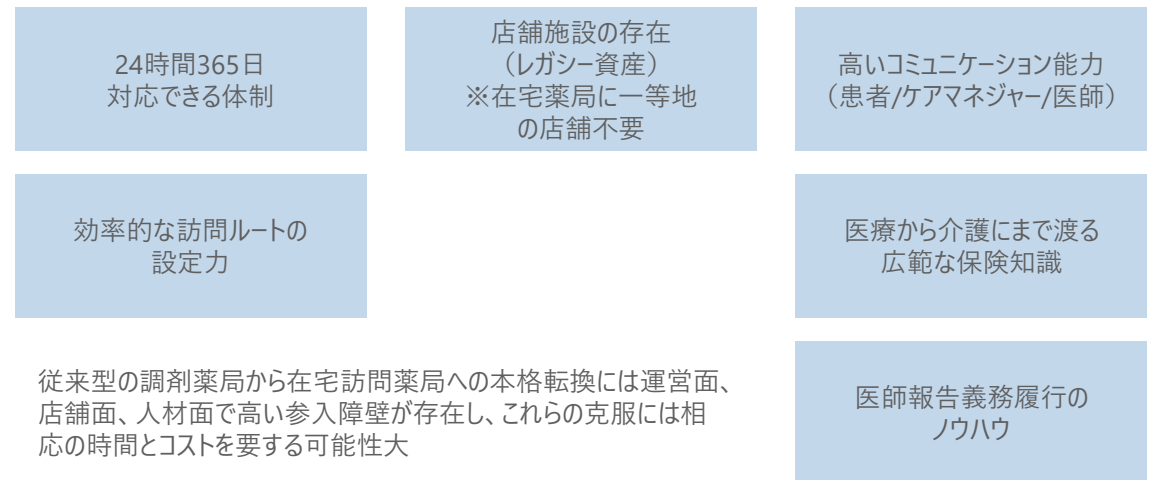 24時間365日
対応できる体制
店舗施設の存在
（レガシー資産）
※在宅薬局に一等地
の店舗不要
高いコミュニケーション能力
（患者/ケアマネジャー/医師）
効率的な訪問ルートの
設定力
医療から介護にまで渡る
広範な保険知識
従来型の調剤薬局から在宅訪問薬局への本格転換には運営面、
店舗面、人材面で高い参入障壁が存在し、これらの克服には相
応の時間とコストを要する可能性大
医師報告義務履行の
ノウハウ